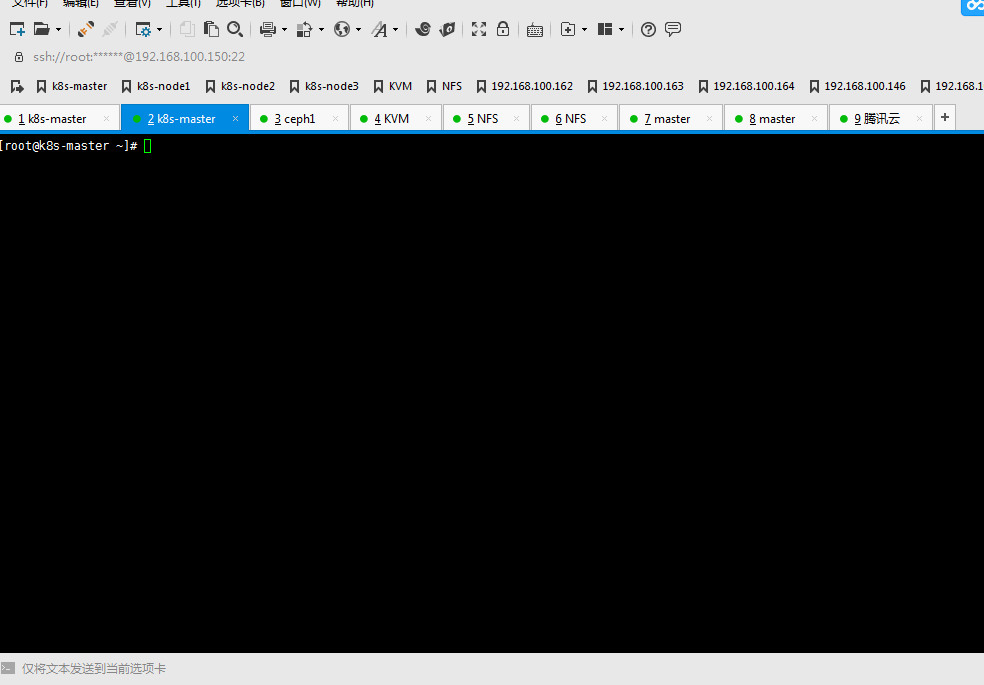 文件(F) 编辑(E) 查看(V) 工具(T) 选项卡(B) 窗口(W) 帮助(H)
ssh://root:******@192.168.100.150:22
k8s-master k8s-node1 k8s-node2 k8s-node3 KVM NFS 192.168.100.162 192.168.100.163 192.168.100.164 192.168.100.146 192.168.1
1 k8s-master 2 k8s-master 3 ceph1 4 KVM 5 NFS 6 NFS 7 master 8 master 9 腾讯云 +
[root@k8s-master ~]#
仅将文本发送到当前选项卡